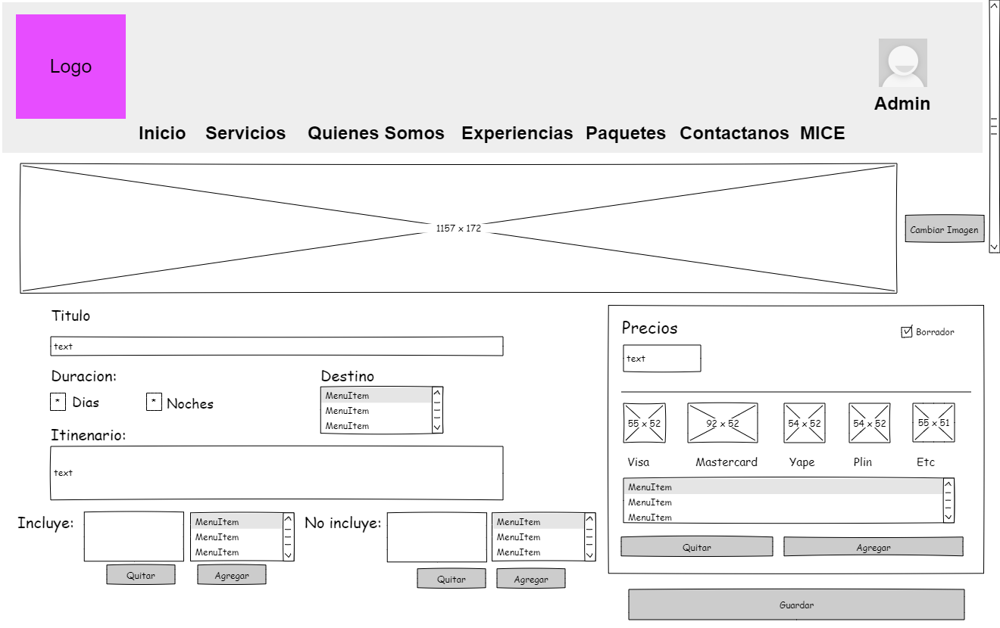 Logo
Admin
Inicio Servicios Quienes Somos Experiencias Paquetes Contactanos MICE
1157 x 172
Cambiar Imagen
Titulo
text
Duracion:
* Dias
* Noches
Destino
MenuItem
MenuItem
MenuItem
Itinenario:
text
Incluye:
MenuItem
MenuItem
MenuItem
Quitar
Agregar
No incluye:
MenuItem
MenuItem
MenuItem
Quitar
Agregar
Precios
Borrador
text
55 x 52
92 x 52
54 x 52
54 x 52
55 x 51
Visa
Mastercard
Yape
Plin
Etc
MenuItem
MenuItem
MenuItem
Quitar
Agregar
Guardar